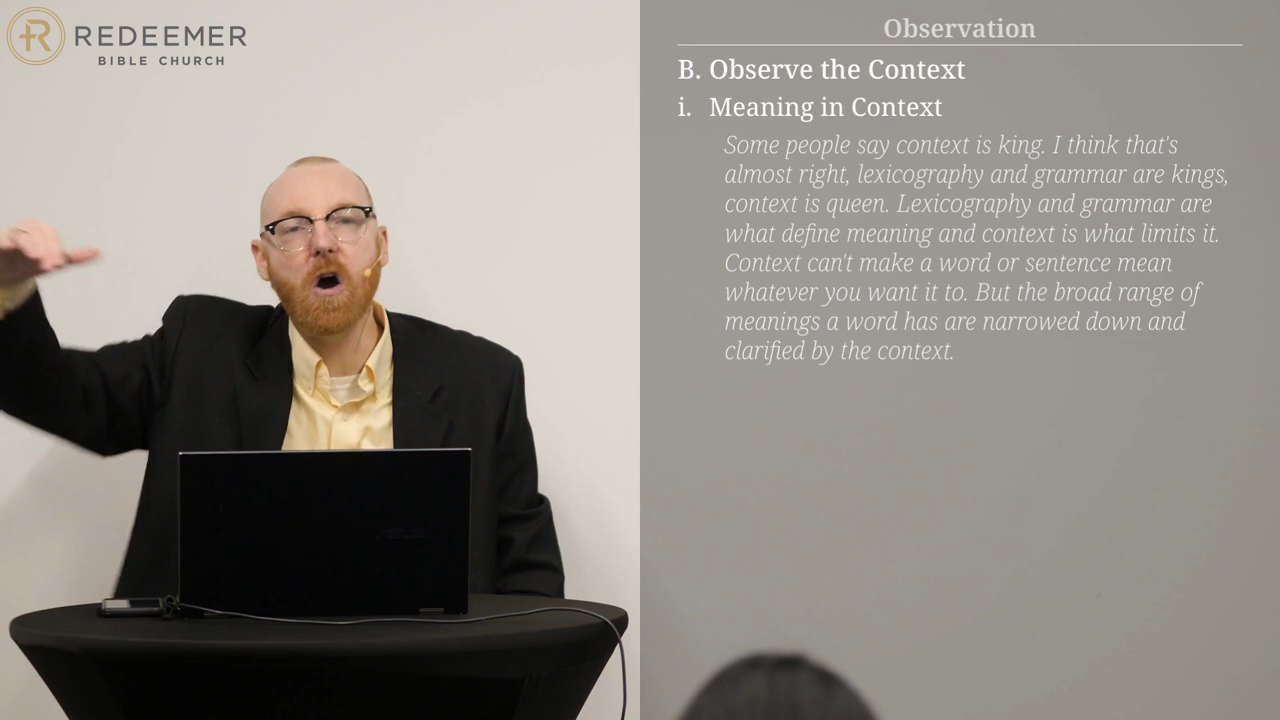 REDEEMER
BIBLE CHURCH
Observation
B. Observe the Context
i. Meaning in Context
Some people say context is king. I think that's
almost right, lexicography and grammar are kings,
context is queen. Lexicography and grammar are
what define meaning and context is what limits it.
Context can't make a word or sentence mean
whatever you want it to. But the broad range of
meanings a word has are narrowed down and
clarified by the context.